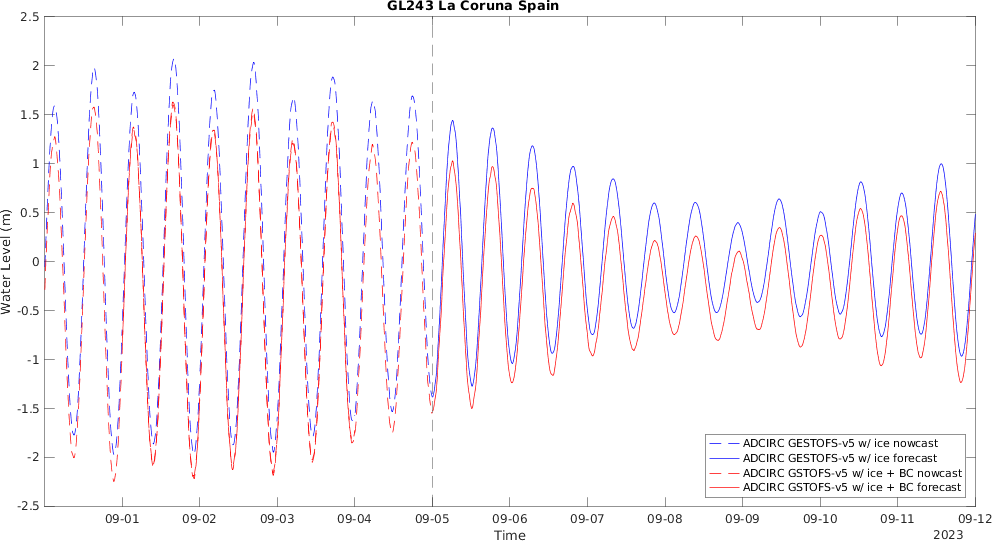 GL243 La Coruna Spain
2.5
2
1.5
1
0.5
0
-0.5
-1
-1.5
-2
-2.5
Water Level (m)
ADCIRC GESTOFS-v5 w/ ice nowcast
ADCIRC GESTOFS-v5 w/ ice forecast
ADCIRC GSTOFS-v5 w/ ice + BC nowcast
ADCIRC GSTOFS-v5 w/ ice + BC forecast
09-01 09-02 09-03 09-04 09-05 09-06 09-07 09-08 09-09 09-10 09-11 09-12
Time
2023